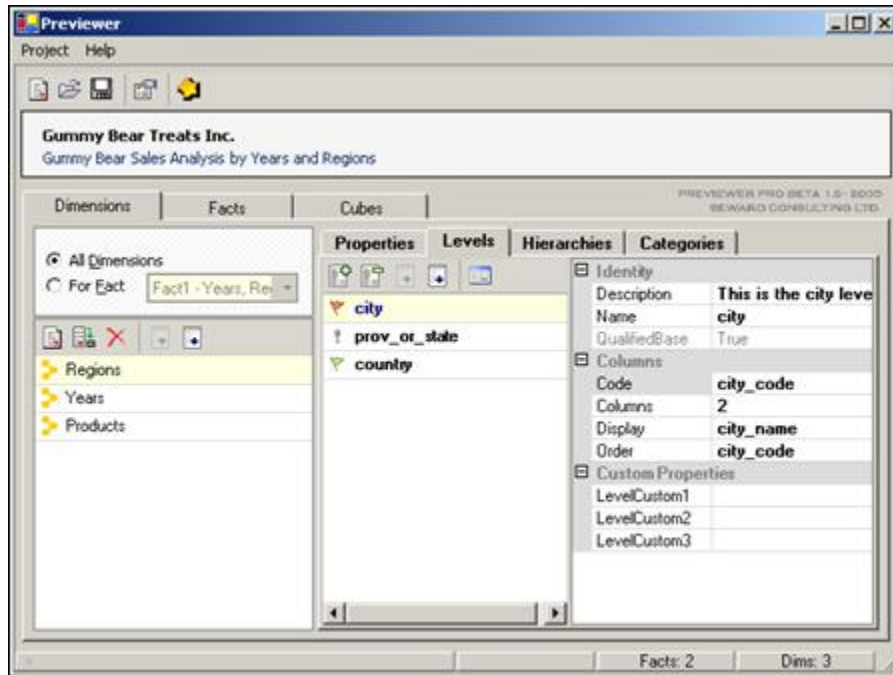 Previewer
Project Help
Gummy Bear Treats Inc.
Gummy Bear Sales Analysis by Years and Regions
PREVIEWER PRO BETA 1.0 - 2005
SEWARD CONSULTING LTD.
Dimensions Facts Cubes
All Dimensions
For Fact Fact1 - Years, Re
Regions
Years
Products
Properties Levels Hierarchies Categories
city
prov_or_state
country
Identity
Description This is the city leve
Name city
QualifiedBase True
Columns
Code city_code
Columns 2
Display city_name
Order city_code
Custom Properties
LevelCustom1
LevelCustom2
LevelCustom3
Facts: 2 Dims: 3